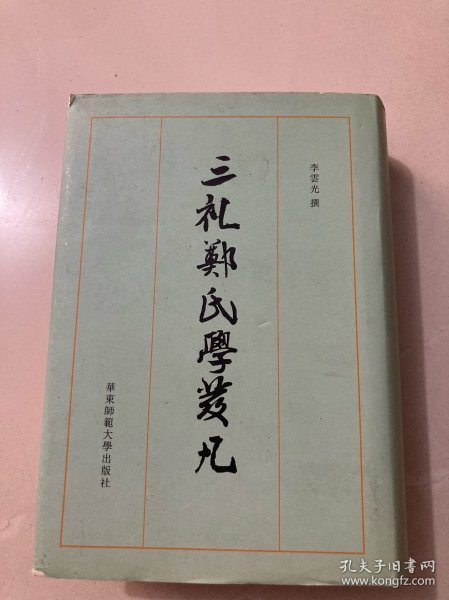 李雲光 撰
三礼鄭氏學發凡
華東師範大學出版社
孔夫子旧书网
www.kongfz.com